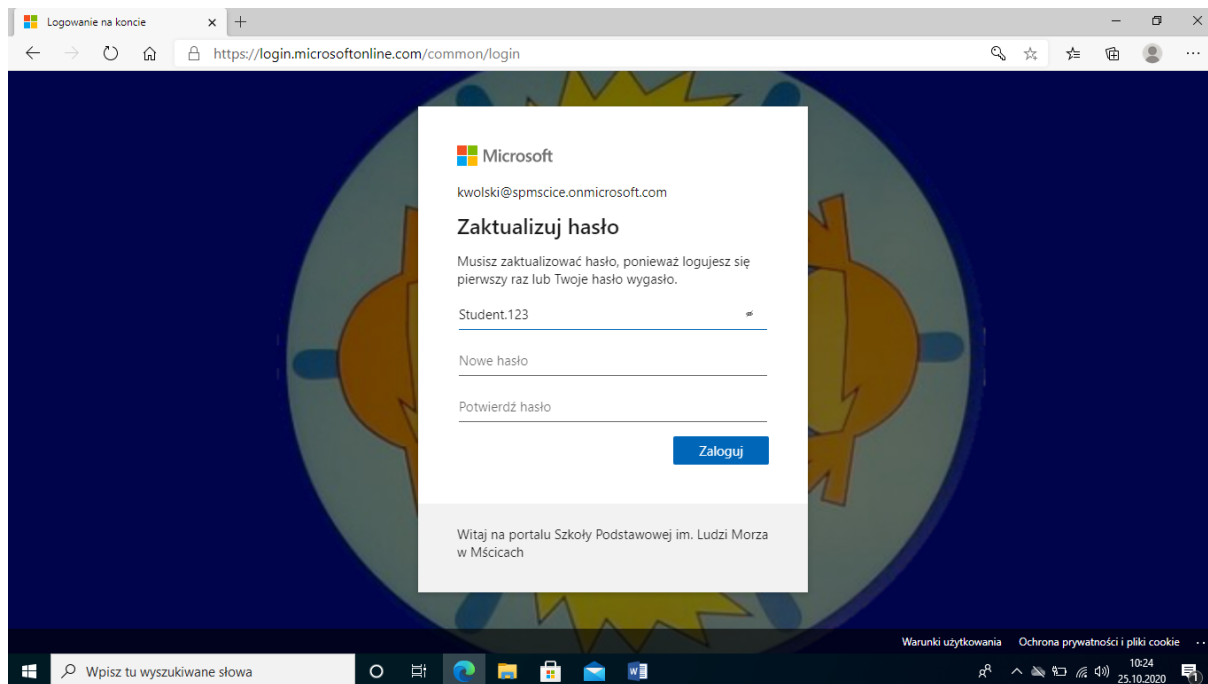 Logowanie na koncie
https://login.microsoftonline.com/common/login
Microsoft
kwolski@spmscice.onmicrosoft.com
Zaktualizuj hasło
Musisz zaktualizować hasło, ponieważ logujesz się
pierwszy raz lub Twoje hasło wygasło.
Student.123
Nowe hasło
Potwierdź hasło
Zaloguj
Witaj na portalu Szkoły Podstawowej im. Ludzi Morza
w Mścicach
Warunki użytkowania Ochrona prywatności i pliki cookie
Wpisz tu wyszukiwane słowa
10:24
25.10.2020
1